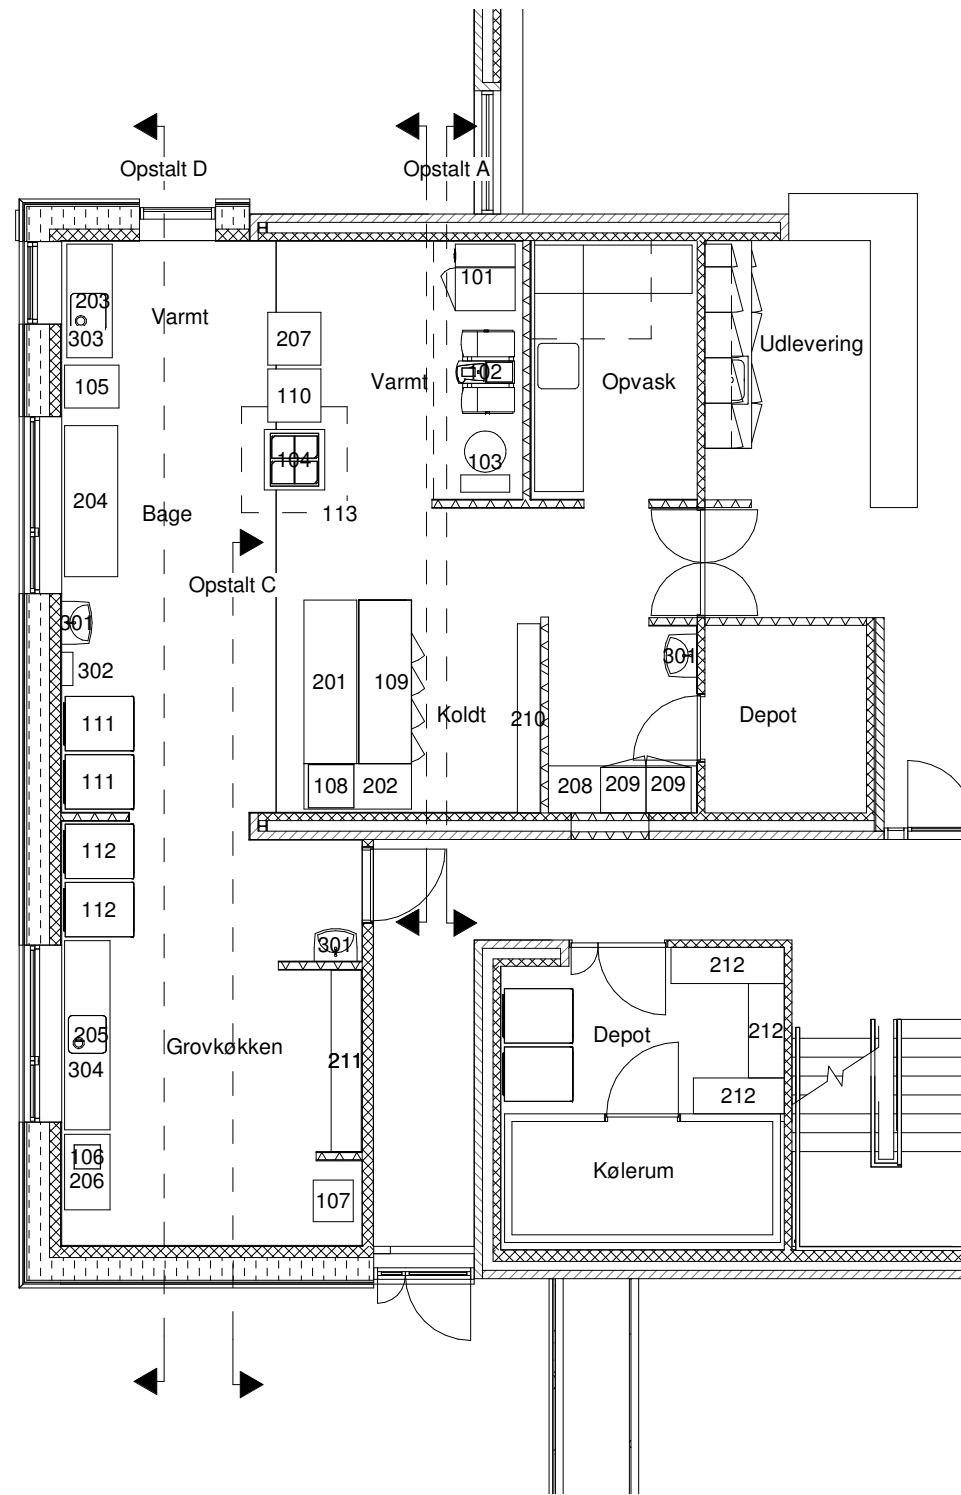 Opstalt D
Opstalt A
101
203
Varmt
303
207
Udlevering
105
110
Varmt
102
Opvask
104
103
204
Bage
113
Opstalt C
301
302
301
201
109
111
Koldt
210
Depot
111
108
202
208
209
209
112
112
301
212
205
Grovkøkken
Depot
212
304
211
212
106
206
107
Kølerum